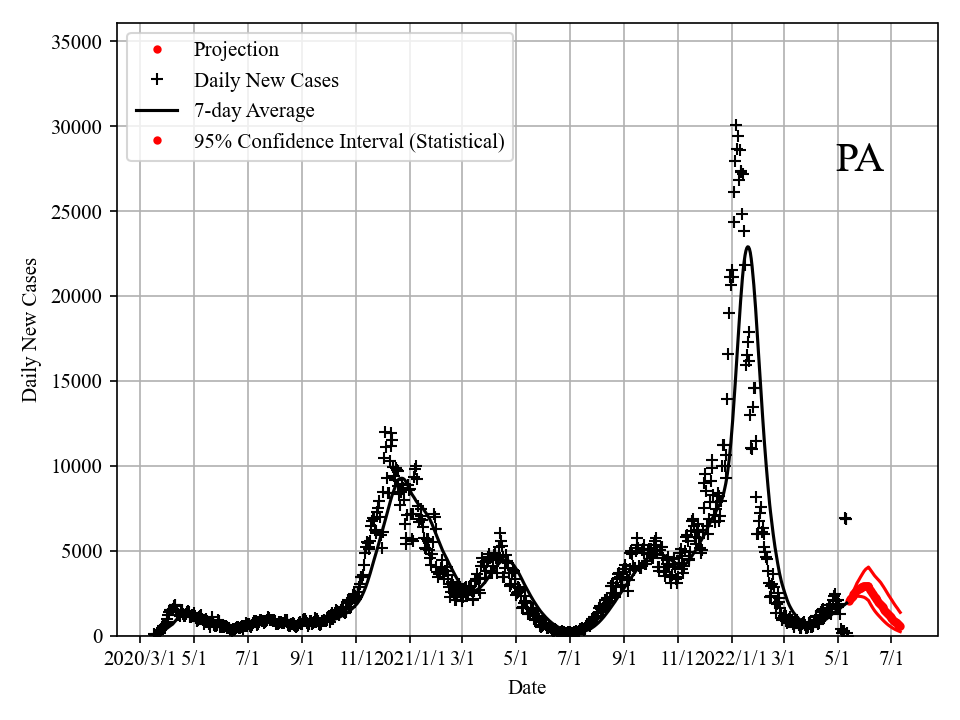 35000
30000
25000
20000
15000
10000
5000
0
Daily New Cases
Projection
Daily New Cases
7-day Average
95% Confidence Interval (Statistical)
PA
2020/3/1 5/1 7/1 9/1 11/1 2021/1/1 3/1 5/1 7/1 9/1 11/1 2022/1/1 3/1 5/1 7/1
Date